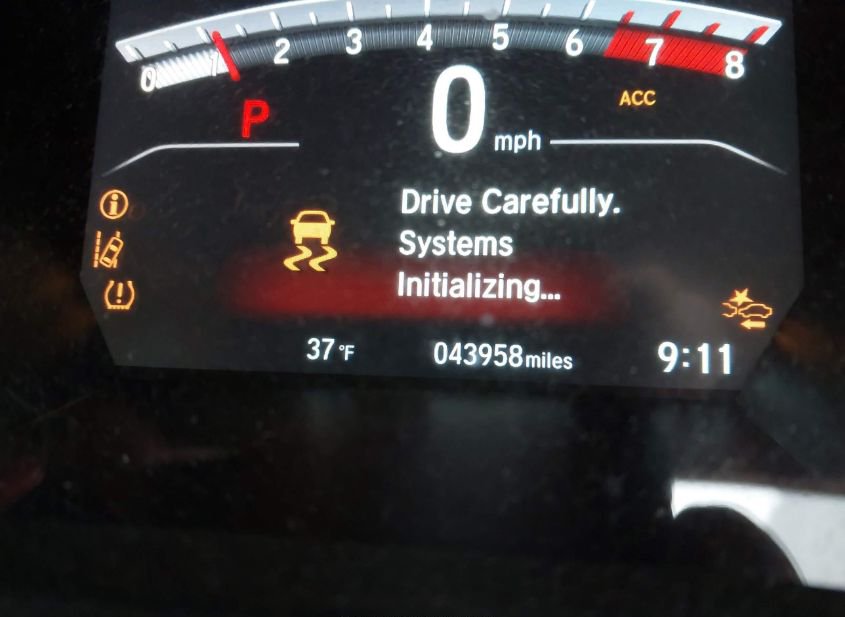 0 1 2 3 4 5 6 7 8
P
0 mph
ACC
Drive Carefully.
Systems
Initializing...
37°F
043958 miles
9:11